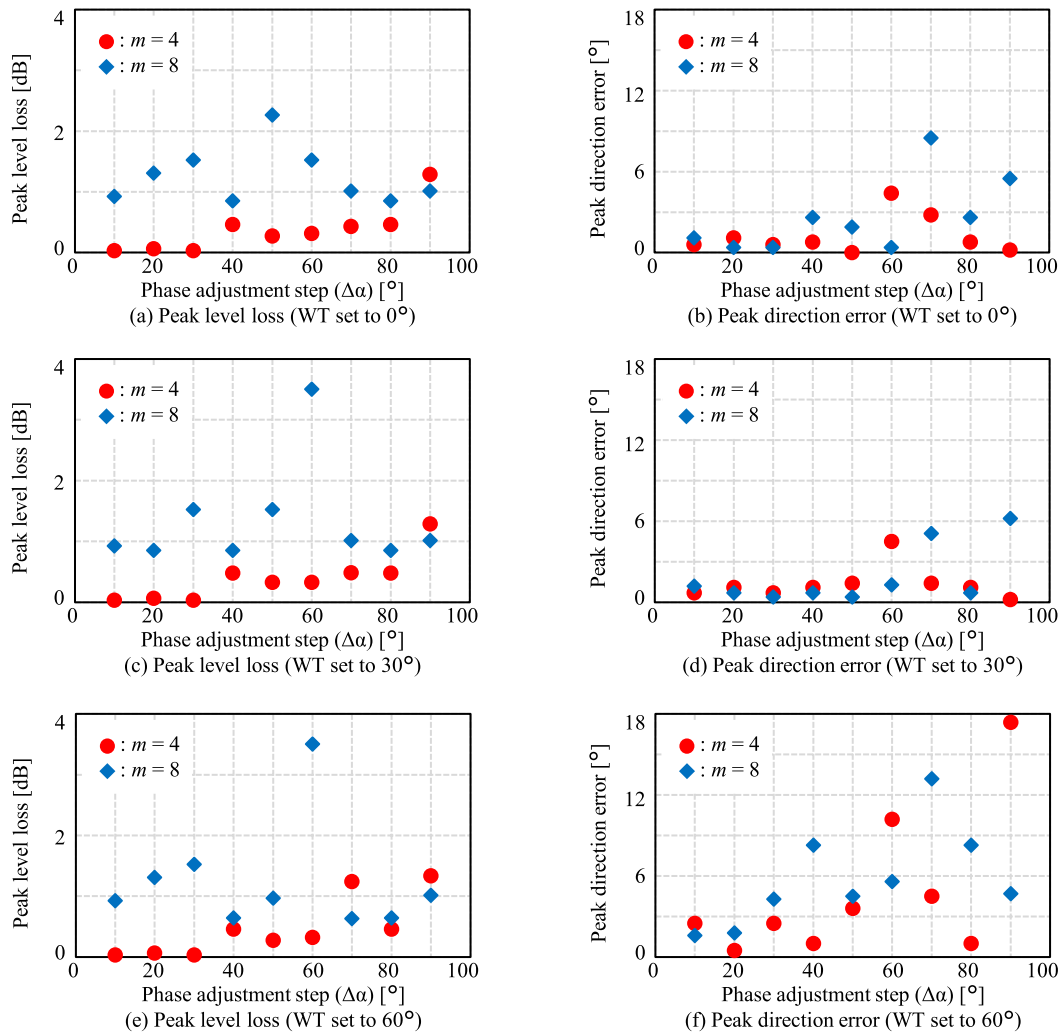 Peak level loss [dB]
4
2
0
: m = 4
: m = 8
0 20 40 60 80 100
Phase adjustment step (Δα) [°]
(a) Peak level loss (WT set to 0°)
Peak direction error [°]
18
12
6
0
: m = 4
: m = 8
0 20 40 60 80 100
Phase adjustment step (Δα) [°]
(b) Peak direction error (WT set to 0°)
Peak level loss [dB]
4
2
0
: m = 4
: m = 8
0 20 40 60 80 100
Phase adjustment step (Δα) [°]
(c) Peak level loss (WT set to 30°)
Peak direction error [°]
18
12
6
0
: m = 4
: m = 8
0 20 40 60 80 100
Phase adjustment step (Δα) [°]
(d) Peak direction error (WT set to 30°)
Peak level loss [dB]
4
2
0
: m = 4
: m = 8
0 20 40 60 80 100
Phase adjustment step (Δα) [°]
(e) Peak level loss (WT set to 60°)
Peak direction error [°]
18
12
6
0
: m = 4
: m = 8
0 20 40 60 80 100
Phase adjustment step (Δα) [°]
(f) Peak direction error (WT set to 60°)